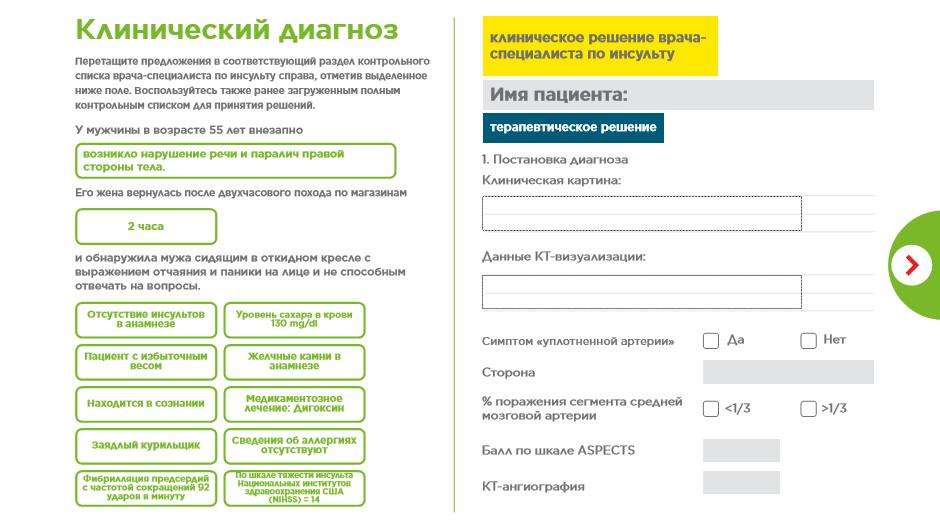 Клинический диагноз
Перетащите предложения в соответствующий раздел контрольного
списка врача-специалиста по инсульту справа, отметив выделенное
ниже поле. Воспользуйтесь также ранее загруженным полным
контрольным списком для принятия решений.
У мужчины в возрасте 55 лет внезапно
возникло нарушение речи и паралич правой
стороны тела.
Его жена вернулась после двухчасового похода по магазинам
2 часа
и обнаружила мужа сидящим в откидном кресле с
выражением отчаяния и паники на лице и не способным
отвечать на вопросы.
Отсутствие инсультов
в анамнезе
Уровень сахара в крови
130 mg/dl
Пациент с избыточным
весом
Желчные камни в
анамнезе
Находится в сознании
Медикаментозное
лечение: Дигоксин
Заядлый курильщик
Сведения об аллергиях
отсутствуют
Фибрилляция предсердий
с частотой сокращений 92
ударов в минуту
По шкале тяжести инсульта
Национальных институтов
здравоохранения США
(NIHSS) = 14
клиническое решение врача-
специалиста по инсульту
Имя пациента:
терапевтическое решение
1. Постановка диагноза
Клиническая картина:
Данные КТ-визуализации:
Симптом «уплотненной артерии»
Да
Нет
Сторона
% поражения сегмента средней
мозговой артерии
<1/3
>1/3
Балл по шкале ASPECTS
КТ-ангиография